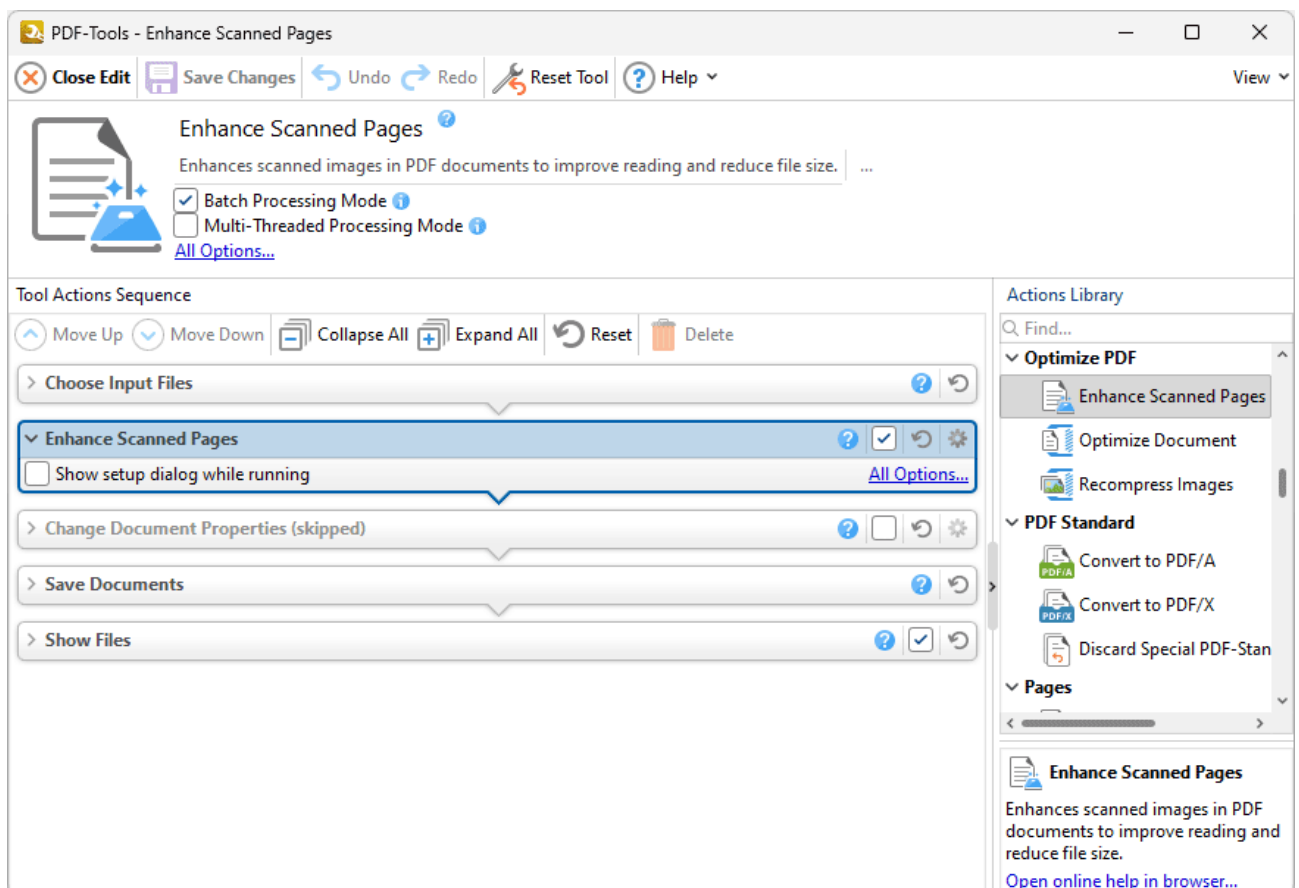 PDF-Tools - Enhance Scanned Pages
Close Edit Save Changes Undo Redo Reset Tool Help View
Enhance Scanned Pages
Enhances scanned images in PDF documents to improve reading and reduce file size. ...
Batch Processing Mode
Multi-Threaded Processing Mode
All Options...
Tool Actions Sequence
Move Up Move Down Collapse All Expand All Reset Delete
Choose Input Files
Enhance Scanned Pages
Show setup dialog while running All Options...
Change Document Properties (skipped)
Save Documents
Show Files
Actions Library
Find...
Optimize PDF
Enhance Scanned Pages
Optimize Document
Recompress Images
PDF Standard
PDF/A Convert to PDF/A
PDF/X Convert to PDF/X
Discard Special PDF-Stan
Pages
Enhance Scanned Pages
Enhances scanned images in PDF
documents to improve reading and
reduce file size.
Open online help in browser...